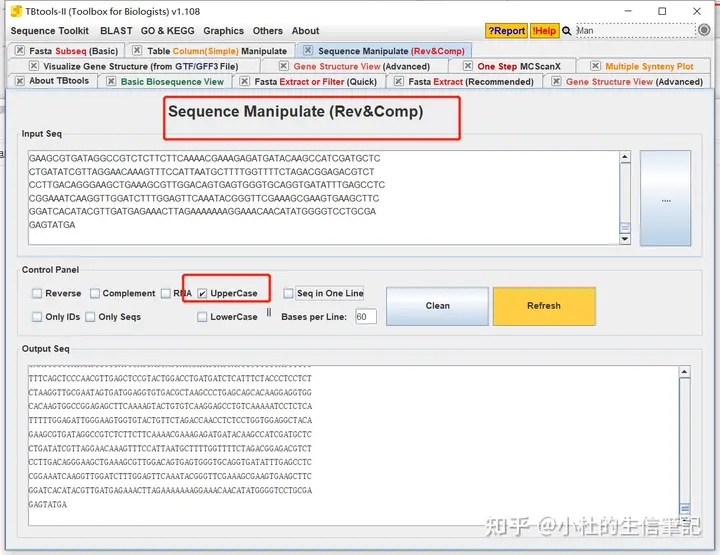 TBtools-II (Toolbox for Biologists) v1.108
Sequence Toolkit BLAST GO & KEGG Graphics Others About ?Report !Help Man
Fasta Subseq (Basic) Table Column(Simple) Manipulate Sequence Manipulate (Rev&Comp)
Visualize Gene Structure (from GTF/GFF3 File) Gene Structure View (Advanced) One Step MCScanX Multiple Synteny Plot
About TBtools Basic Biosequence View Fasta Extract or Filter (Quick) Fasta Extract (Recommended) Gene Structure View (Advanced)
Sequence Manipulate (Rev&Comp)
Input Seq
GAAGCGTGATAGGCCGTCTCTTCTTCAAAACGAAAGAGATGATACAAGCCATCGATGCTC
CTGATATCGTTAGGAACAAAGTTTCCATTAATGCTTTTGGTTTTCTAGACGGAGACGTCT
CCTTGACAGGGAAGCTGAAAGCGTTGGACAGTGAGTGGGTGCAGGTGATATTTGAGCCTC
CGGAAATCAAGGTTGGATCTTTGGAGTTCAAATACGGGTTCGAAAGCGAAGTGAAGCTTC
GGATCACATACGTTGATGAGAAACTTAGAAAAAAAGGAAACAACATATGGGGTCCTGCGA
GAGTATGA
....
Control Panel
Reverse Complement RNA UpperCase Seq in One Line
Clean Refresh
Only IDs Only Seqs LowerCase Bases per Line: 60
Output Seq
TTTCAGCTCCCAACGTTGAGCTCCGTACTGGACCTGATGATCTCATTTCTACCCTCCTCT
CTAAGGTTGCGAATAGTGATGGAGGTGTGACGCTAAGCCCTGAGCAGCACAAGGAGGTGG
CACAAGTGGCCGGAGAGCTTCAAAAGTACTGTGTCAAGGAGCCTGTCAAAAATCCTCTCA
TTTTTGGAGATTGGGAAGTGGTGTACTGTTCTAGACCAACCTCTCCTGGTGGAGGCTACA
GAAGCGTGATAGGCCGTCTCTTCTTCAAAACGAAAGAGATGATACAAGCCATCGATGCTC
CTGATATCGTTAGGAACAAAGTTTCCATTAATGCTTTTGGTTTTCTAGACGGAGACGTCT
CCTTGACAGGGAAGCTGAAAGCGTTGGACAGTGAGTGGGTGCAGGTGATATTTGAGCCTC
CGGAAATCAAGGTTGGATCTTTGGAGTTCAAATACGGGTTCGAAAGCGAAGTGAAGCTTC
GGATCACATACGTTGATGAGAAACTTAGAAAAAAAGGAAACAACATATGGGGTCCTGCGA
GAGTATGA
知乎 @小杜的生信筆記